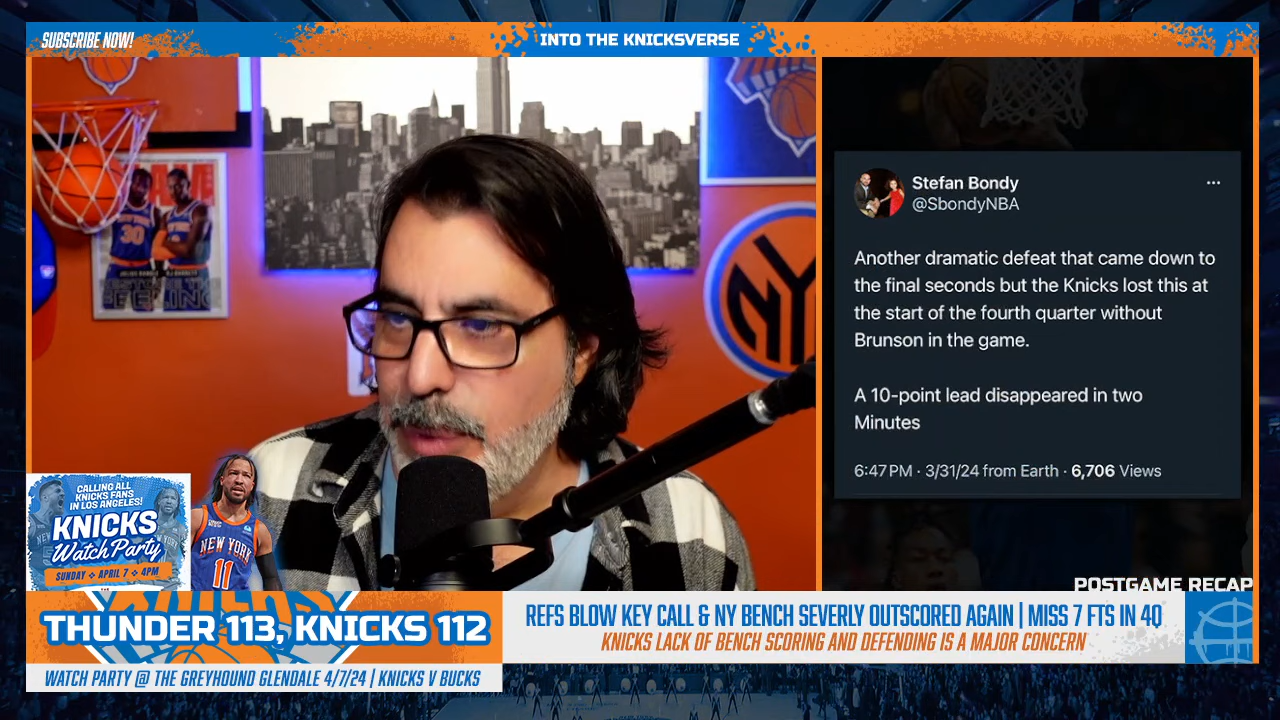 SUBSCRIBE NOW!
INTO THE KNICKSVERSE
NEW YORK
30
NY
Stefan Bondy
@SbondyNBA
Another dramatic defeat that came down to
the final seconds but the Knicks lost this at
the start of the fourth quarter without
Brunson in the game.
A 10-point lead disappeared in two
Minutes
6:47 PM · 3/31/24 from Earth · 6,706 Views
CALLING ALL
KNICKS FANS
IN LOS ANGELES!
KNICKS
Watch Party
SUNDAY ✦ APRIL 7 ✦ 4PM
NEW YORK
11
POSTGAME RECAP
THUNDER 113, KNICKS 112
REFS BLOW KEY CALL & NY BENCH SEVERLY OUTSCORED AGAIN | MISS 7 FTS IN 4Q
KNICKS LACK OF BENCH SCORING AND DEFENDING IS A MAJOR CONCERN
WATCH PARTY @ THE GREYHOUND GLENDALE 4/7/24 | KNICKS V BUCKS